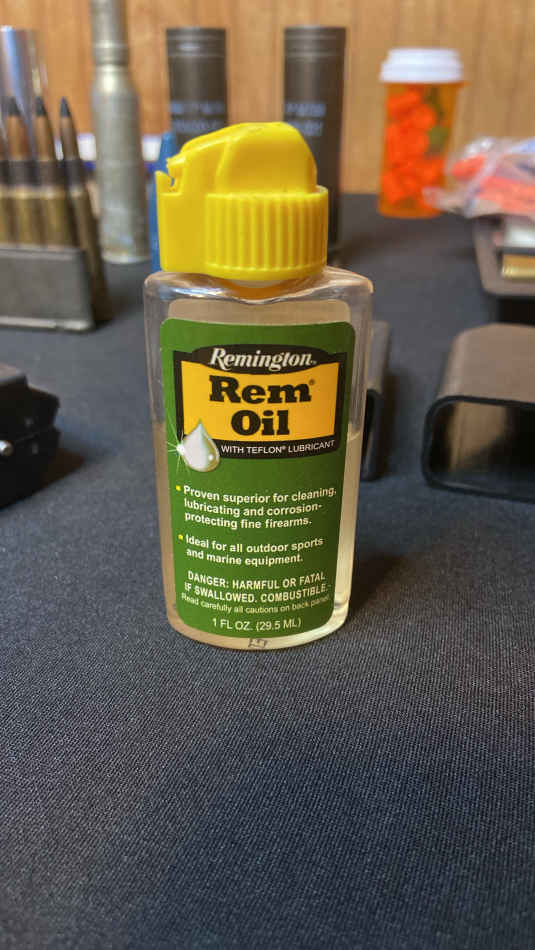 Remington™
Rem®
Oil
WITH TEFLON® LUBRICANT
Proven superior for cleaning,
lubricating and corrosion-
protecting fine firearms.
Ideal for all outdoor sports
and marine equipment.
DANGER: HARMFUL OR FATAL
IF SWALLOWED. COMBUSTIBLE.
Read carefully all cautions on back panel.
1 FL OZ. (29.5 ML)